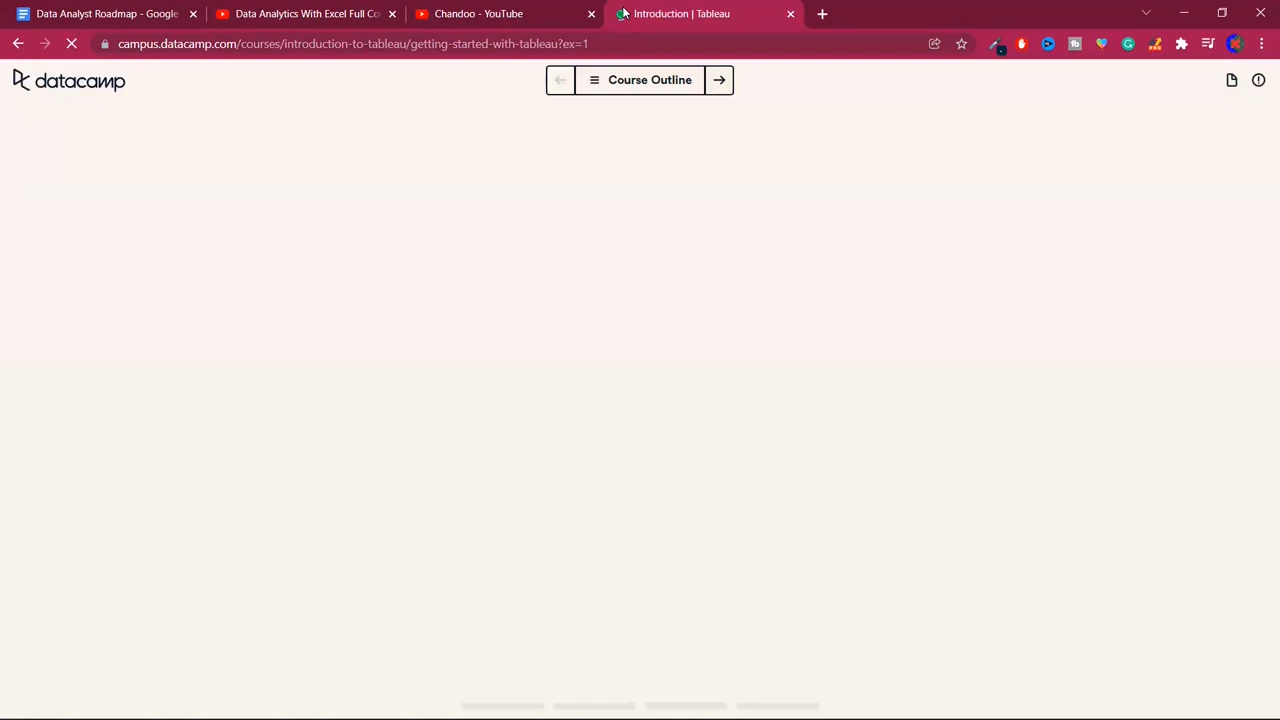 Data Analyst Roadmap - Google
Data Analytics With Excel Full Co
Chandoo - YouTube
Introduction | Tableau
campus.datacamp.com/courses/introduction-to-tableau/getting-started-with-tableau?ex=1
datacamp
Course Outline